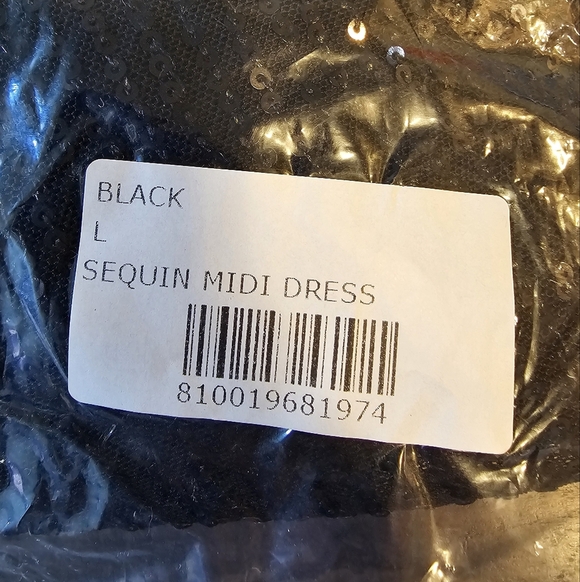 BLACK
L
SEQUIN MIDI DRESS
810019681974